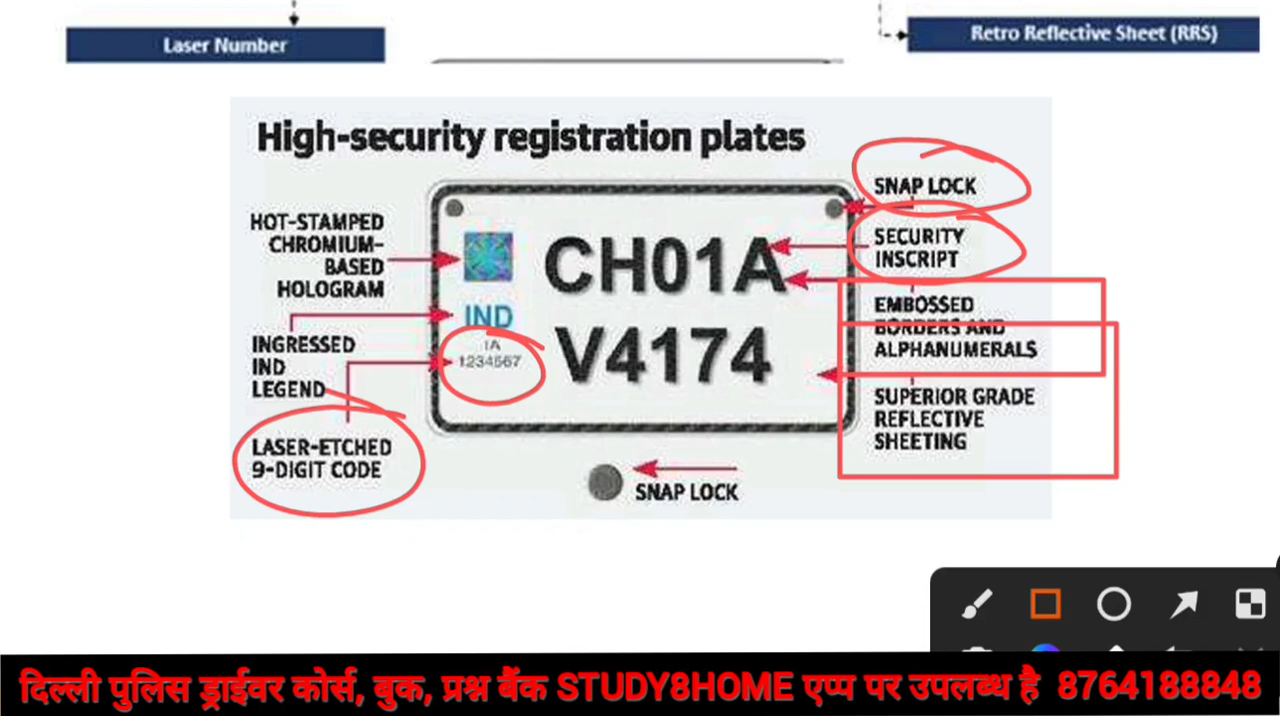 Laser Number
Retro Reflective Sheet (RRS)
High-security registration plates
HOT-STAMPED
CHROMIUM-
BASED
HOLOGRAM
INGRESSED
IND
LEGEND
LASER-ETCHED
9-DIGIT CODE
IND
IA
1234567
CH01A
V4174
SNAP LOCK
SECURITY
INSCRIPT
EMBOSSED
BORDERS AND
ALPHANUMERALS
SUPERIOR GRADE
REFLECTIVE
SHEETING
SNAP LOCK
दिल्ली पुलिस ड्राईवर कोर्स, बुक, प्रश्न बैंक STUDY8HOME एप्प पर उपलब्ध है 8764188848